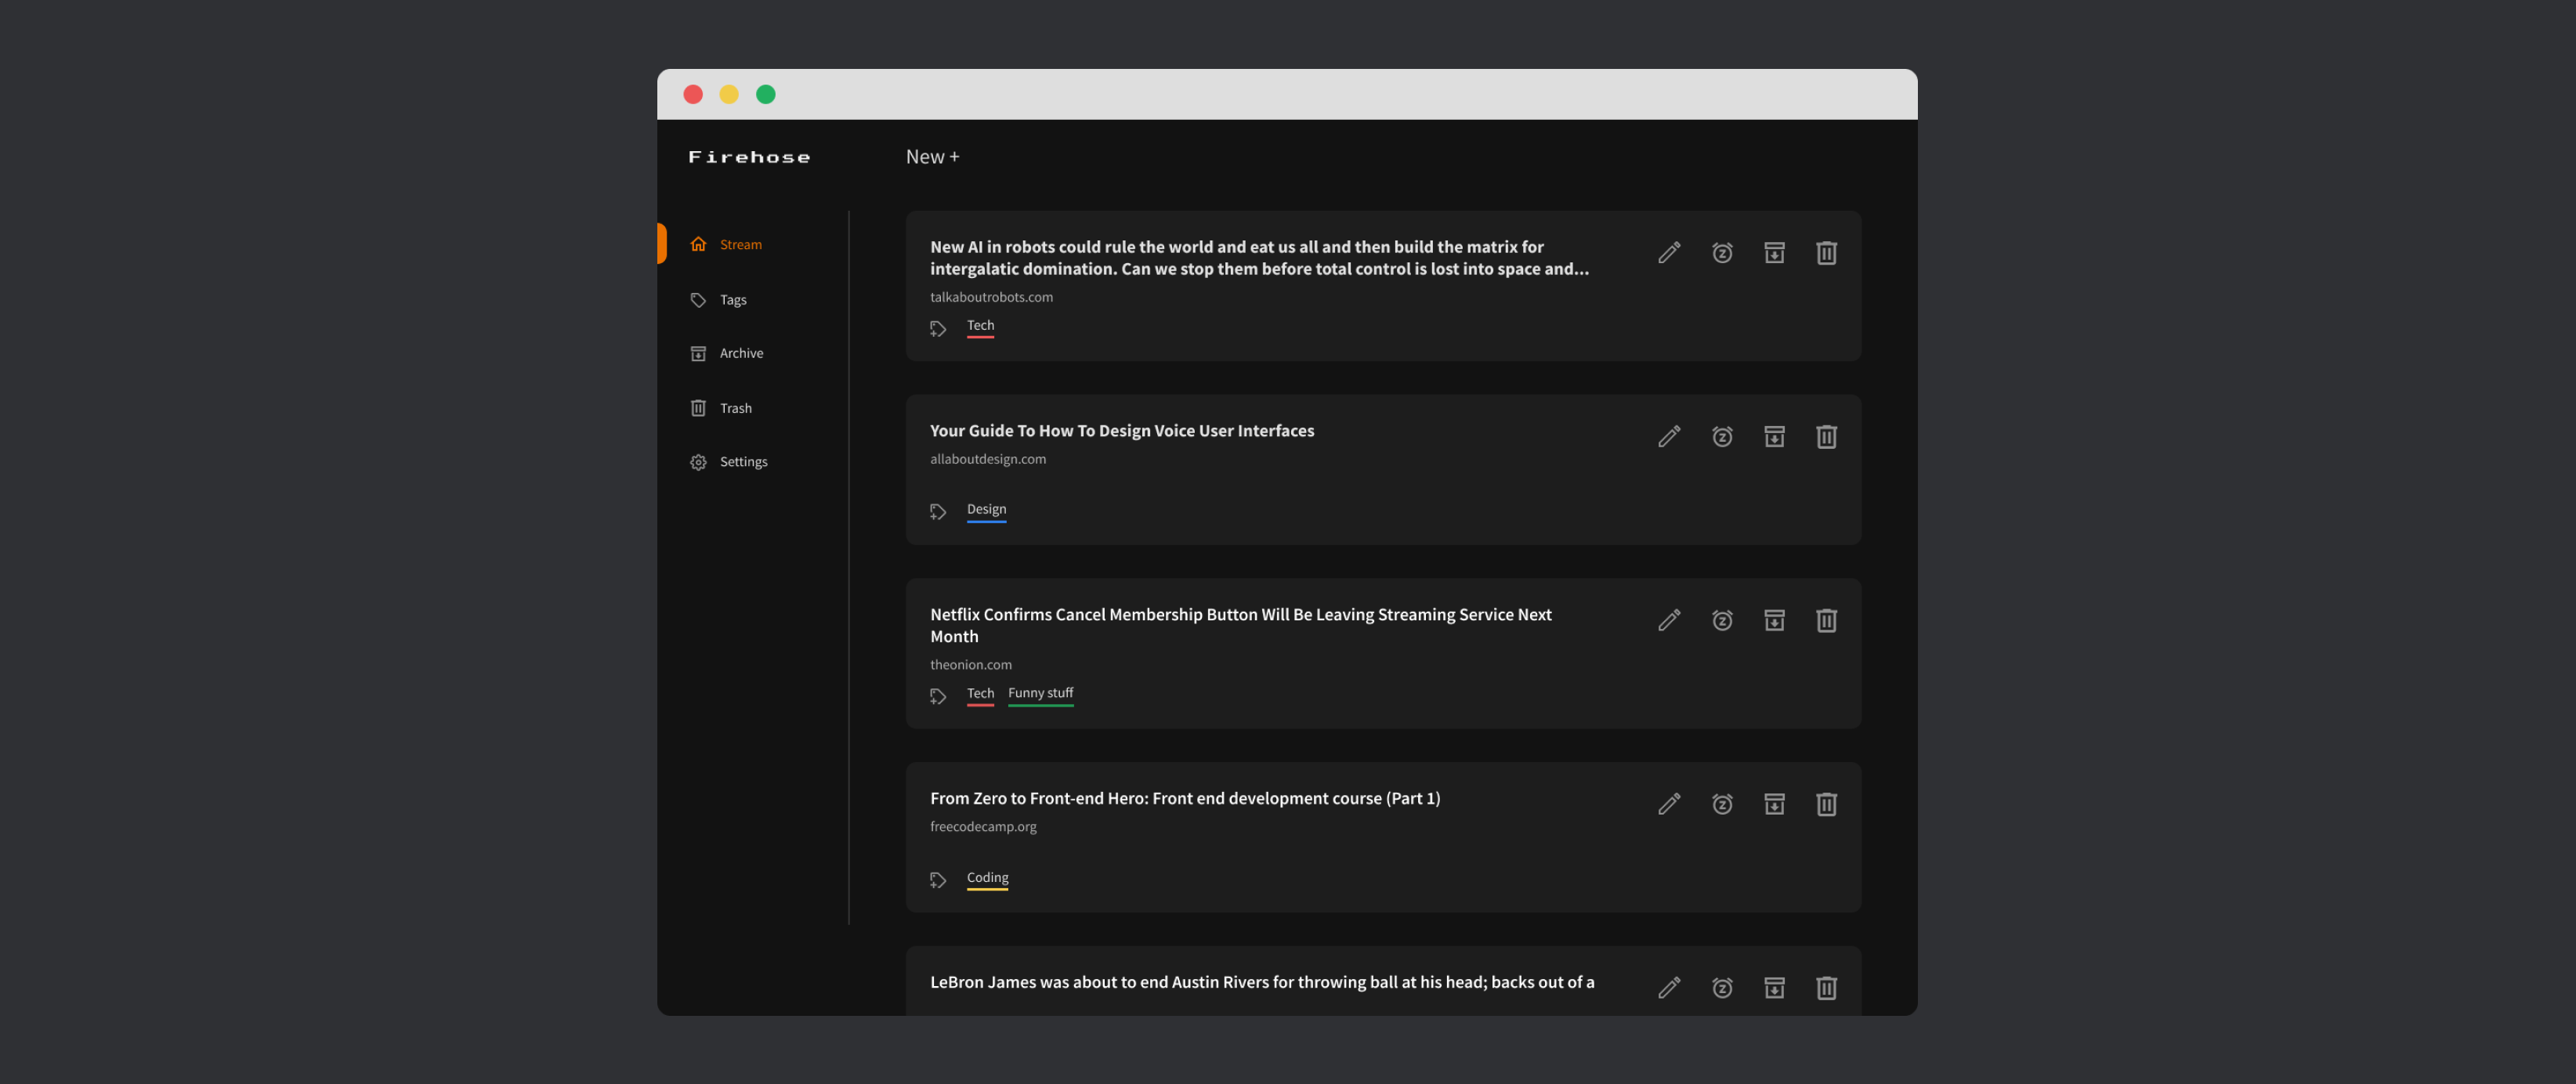 Firehose
New +
Stream
Tags
Archive
Trash
Settings
New AI in robots could rule the world and eat us all and then build the matrix for
intergalatic domination. Can we stop them before total control is lost into space and...
talkaboutrobots.com
Tech
Your Guide To How To Design Voice User Interfaces
allaboutdesign.com
Design
Netflix Confirms Cancel Membership Button Will Be Leaving Streaming Service Next
Month
theonion.com
Tech Funny stuff
From Zero to Front-end Hero: Front end development course (Part 1)
freecodecamp.org
Coding
LeBron James was about to end Austin Rivers for throwing ball at his head; backs out of a